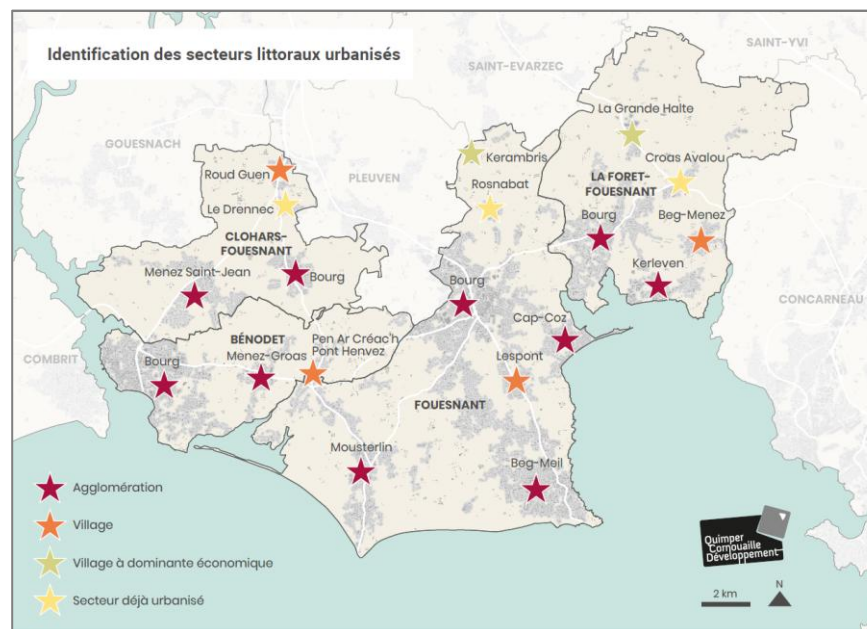 Identification des secteurs littoraux urbanisés
SAINT-YVI
SAINT-EVARZEC
La Grande Halte
GOUESNACH
Kerambris
Croas Avalou
Roud Guen
PLEUVEN
LA FORET-
FOUESNANT
Rosnabat
Le Drennec
Bourg
Beg-Menez
CLOHARS-
FOUESNANT
Menez Saint-Jean
Bourg
Bourg
Kerleven
CONCARNEAU
Cap-Coz
BÉNODET
Pen Ar Créac'h
Pont Henvez
COMBRIT
Bourg
Menez-Groas
Lespont
FOUESNANT
Mousterlin
Beg-Meil
Agglomération
Village
Village à dominante économique
Secteur déjà urbanisé
Quimper
Cornouaille
Développement
2 km
N